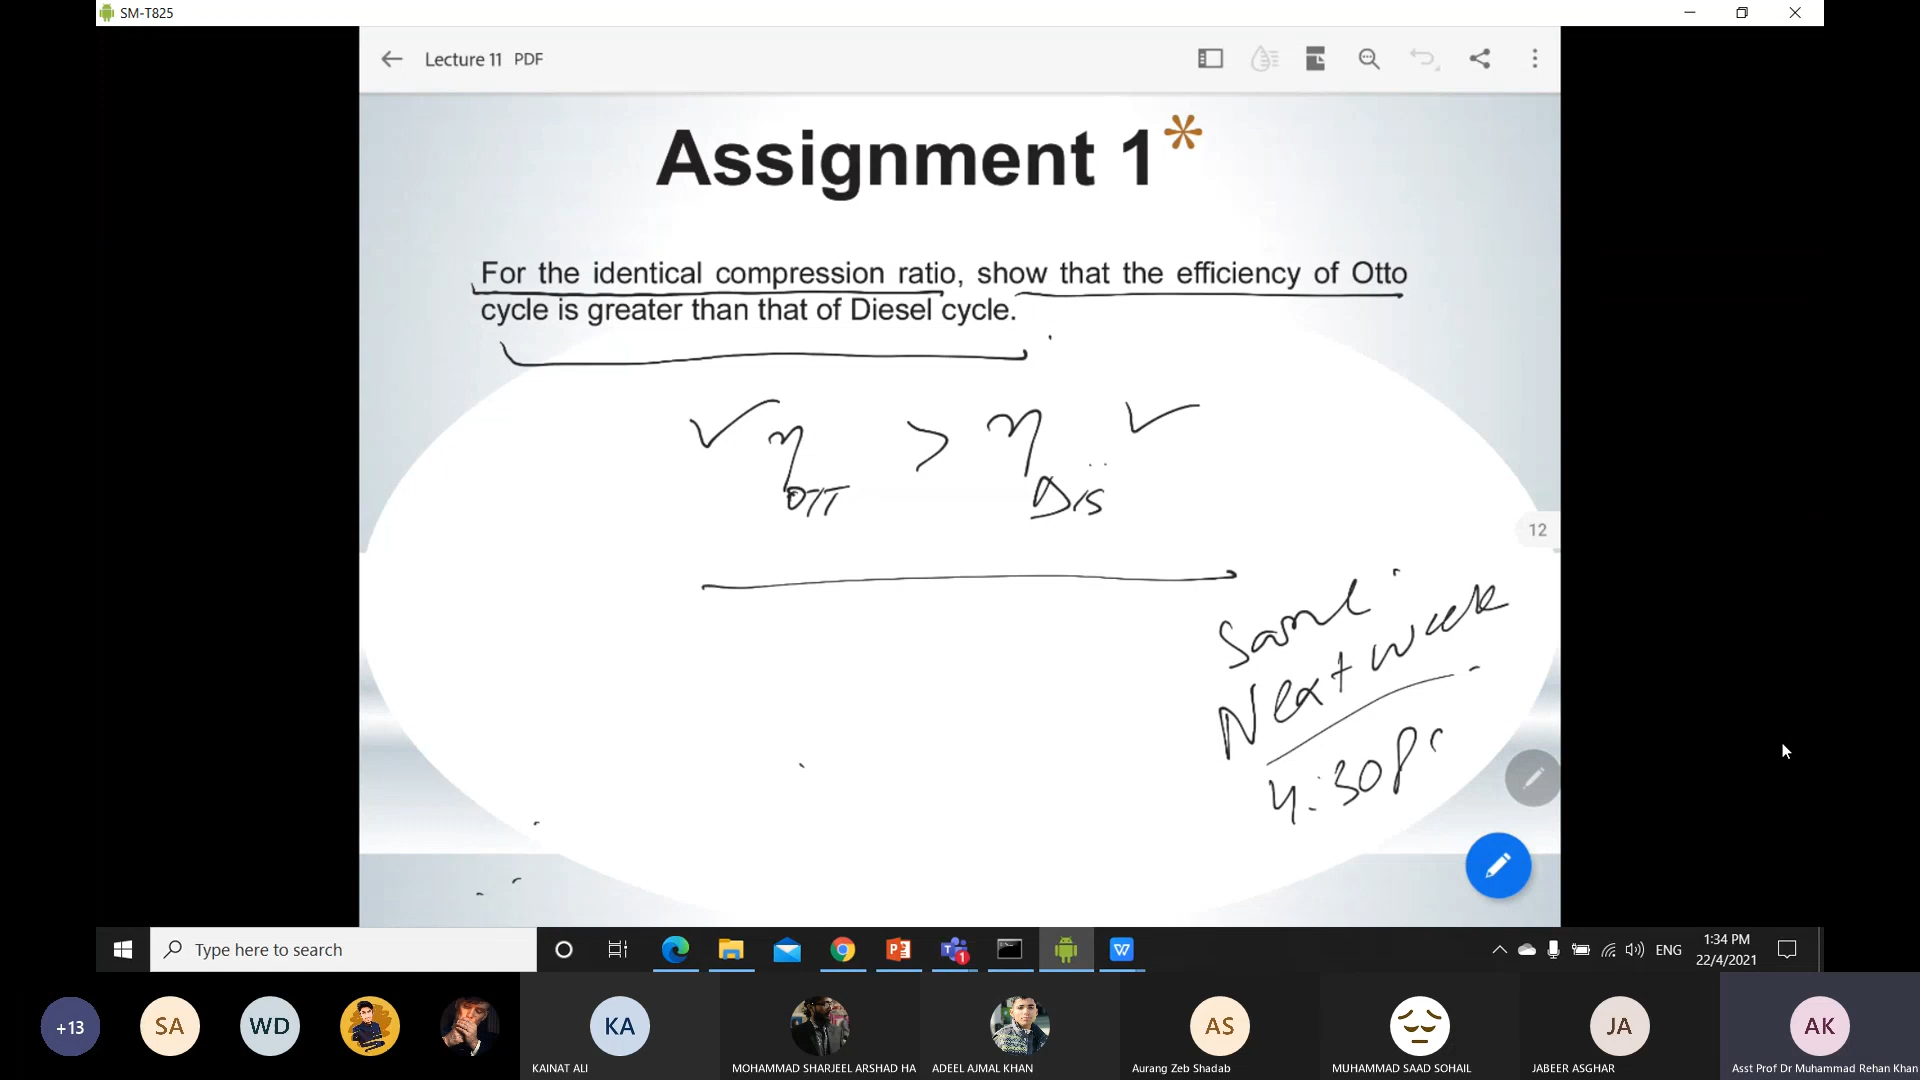 SM-T825
Lecture 11 PDF
Assignment 1*
For the identical compression ratio, show that the efficiency of Otto
cycle is greater than that of Diesel cycle.
η > η
OTT Dis
Same
Next week
4:30 P
12
Type here to search
ENG
1:34 PM
22/4/2021
1
+13
SA
WD
KA
AS
JA
AK
KAINAT ALI
MOHAMMAD SHARJEEL ARSHAD HA
ADEEL AJMAL KHAN
Aurang Zeb Shadab
MUHAMMAD SAAD SOHAIL
JABEER ASGHAR
Asst Prof Dr Muhammad Rehan Khan